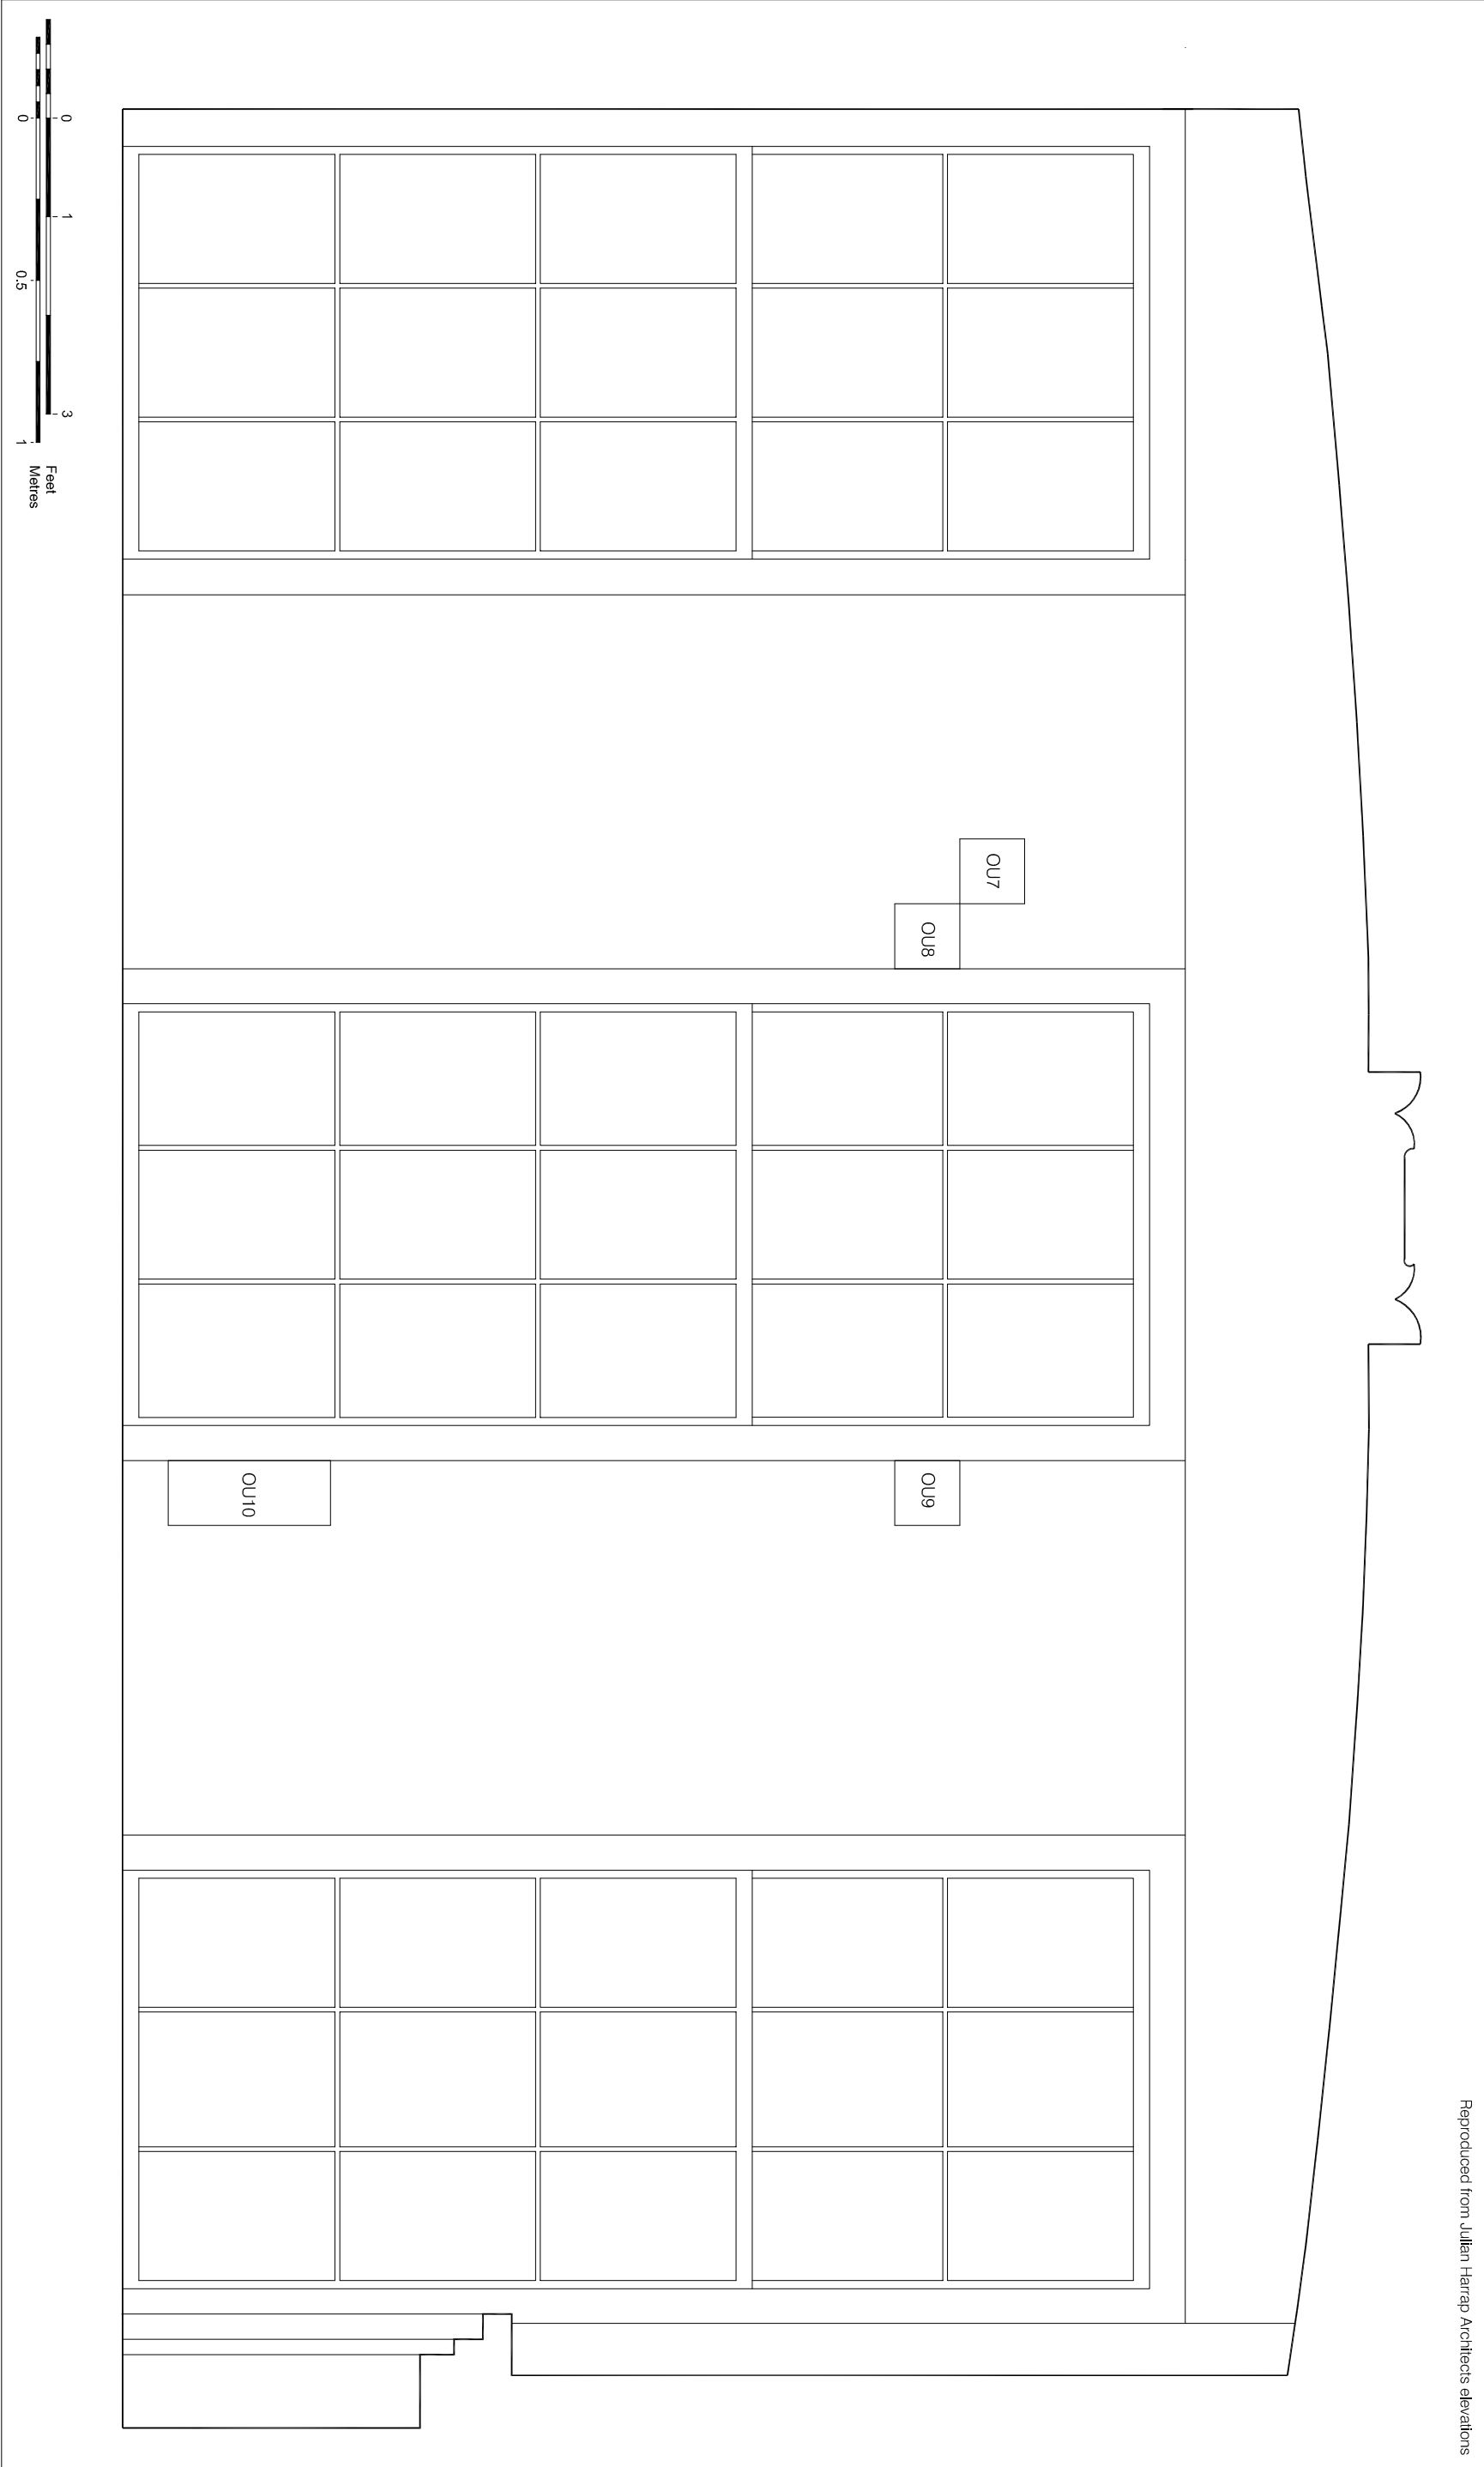 Reproduced from Julian Harrap Architects elevations
OU7
OU8
OU9
OU10
0 1 3 Feet
0 0.5 1 Metres